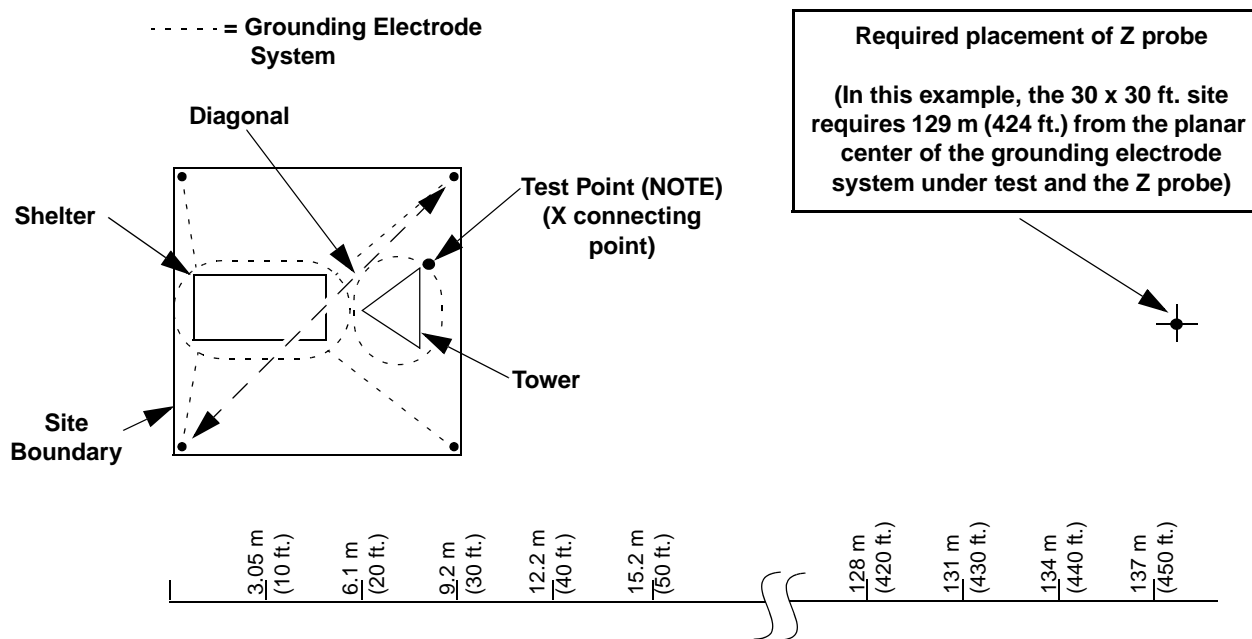 = Grounding Electrode
System
Required placement of Z probe
(In this example, the 30 x 30 ft. site
requires 129 m (424 ft.) from the planar
center of the grounding electrode
system under test and the Z probe)
Diagonal
Test Point (NOTE)
(X connecting
point)
Shelter
Tower
Site
Boundary
3.05 m
(10 ft.)
6.1 m
(20 ft.)
9.2 m
(30 ft.)
12.2 m
(40 ft.)
15.2 m
(50 ft.)
128 m
(420 ft.)
131 m
(430 ft.)
134 m
(440 ft.)
137 m
(450 ft.)